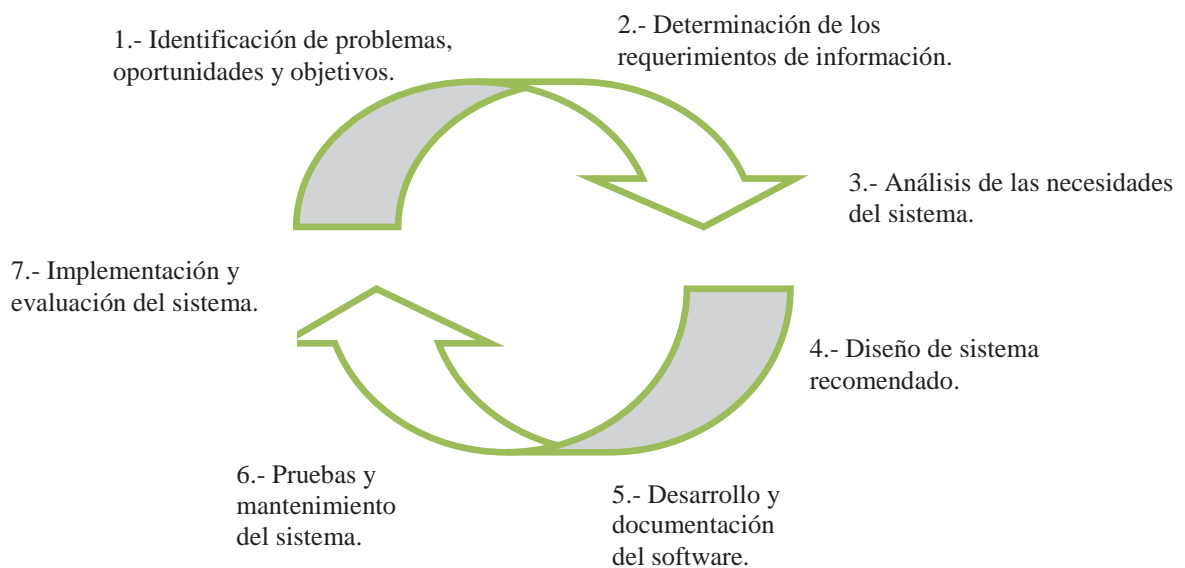 1.- Identificación de problemas,
oportunidades y objetivos.
2.- Determinación de los
requerimientos de información.
3.- Análisis de las necesidades
del sistema.
4.- Diseño de sistema
recomendado.
5.- Desarrollo y
documentación
del software.
6.- Pruebas y
mantenimiento
del sistema.
7.- Implementación y
evaluación del sistema.